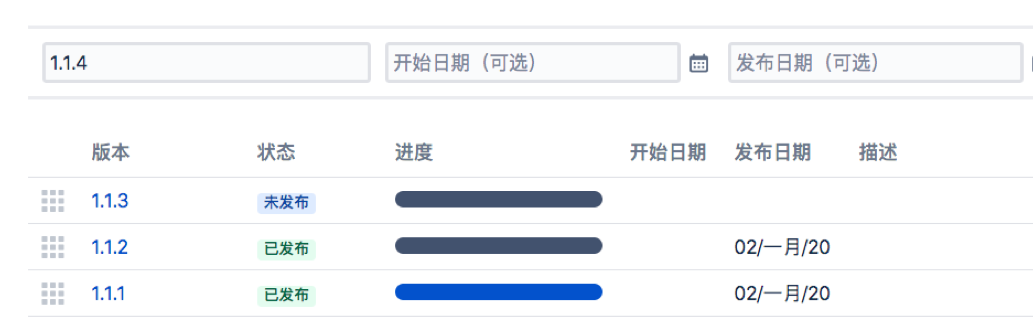 1.1.4 开始日期（可选） 发布日期（可选）
版本 状态 进度 开始日期 发布日期 描述
1.1.3 未发布
1.1.2 已发布 02/一月/20
1.1.1 已发布 02/一月/20